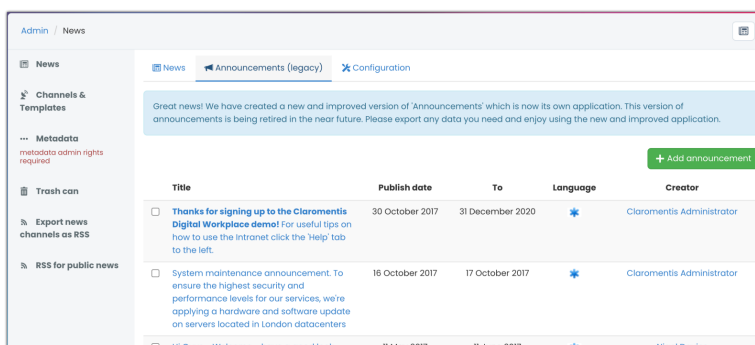 Admin / News
News
Channels &
Templates
Metadata
metadata admin rights
required
Trash can
Export news
channels as RSS
RSS for public news
News Announcements (legacy) Configuration
Great news! We have created a new and improved version of 'Announcements' which is now its own application. This version of
announcements is being retired in the near future. Please export any data you need and enjoy using the new and improved application.
+ Add announcement
Title Publish date To Language Creator
Thanks for signing up to the Claromentis 30 October 2017 31 December 2020 Claromentis Administrator
Digital Workplace demo! For useful tips on
how to use the Intranet click the 'Help' tab
to the left.
System maintenance announcement. To 16 October 2017 17 October 2017 Claromentis Administrator
ensure the highest security and
performance levels for our services, we're
applying a hardware and software update
on servers located in London datacenters